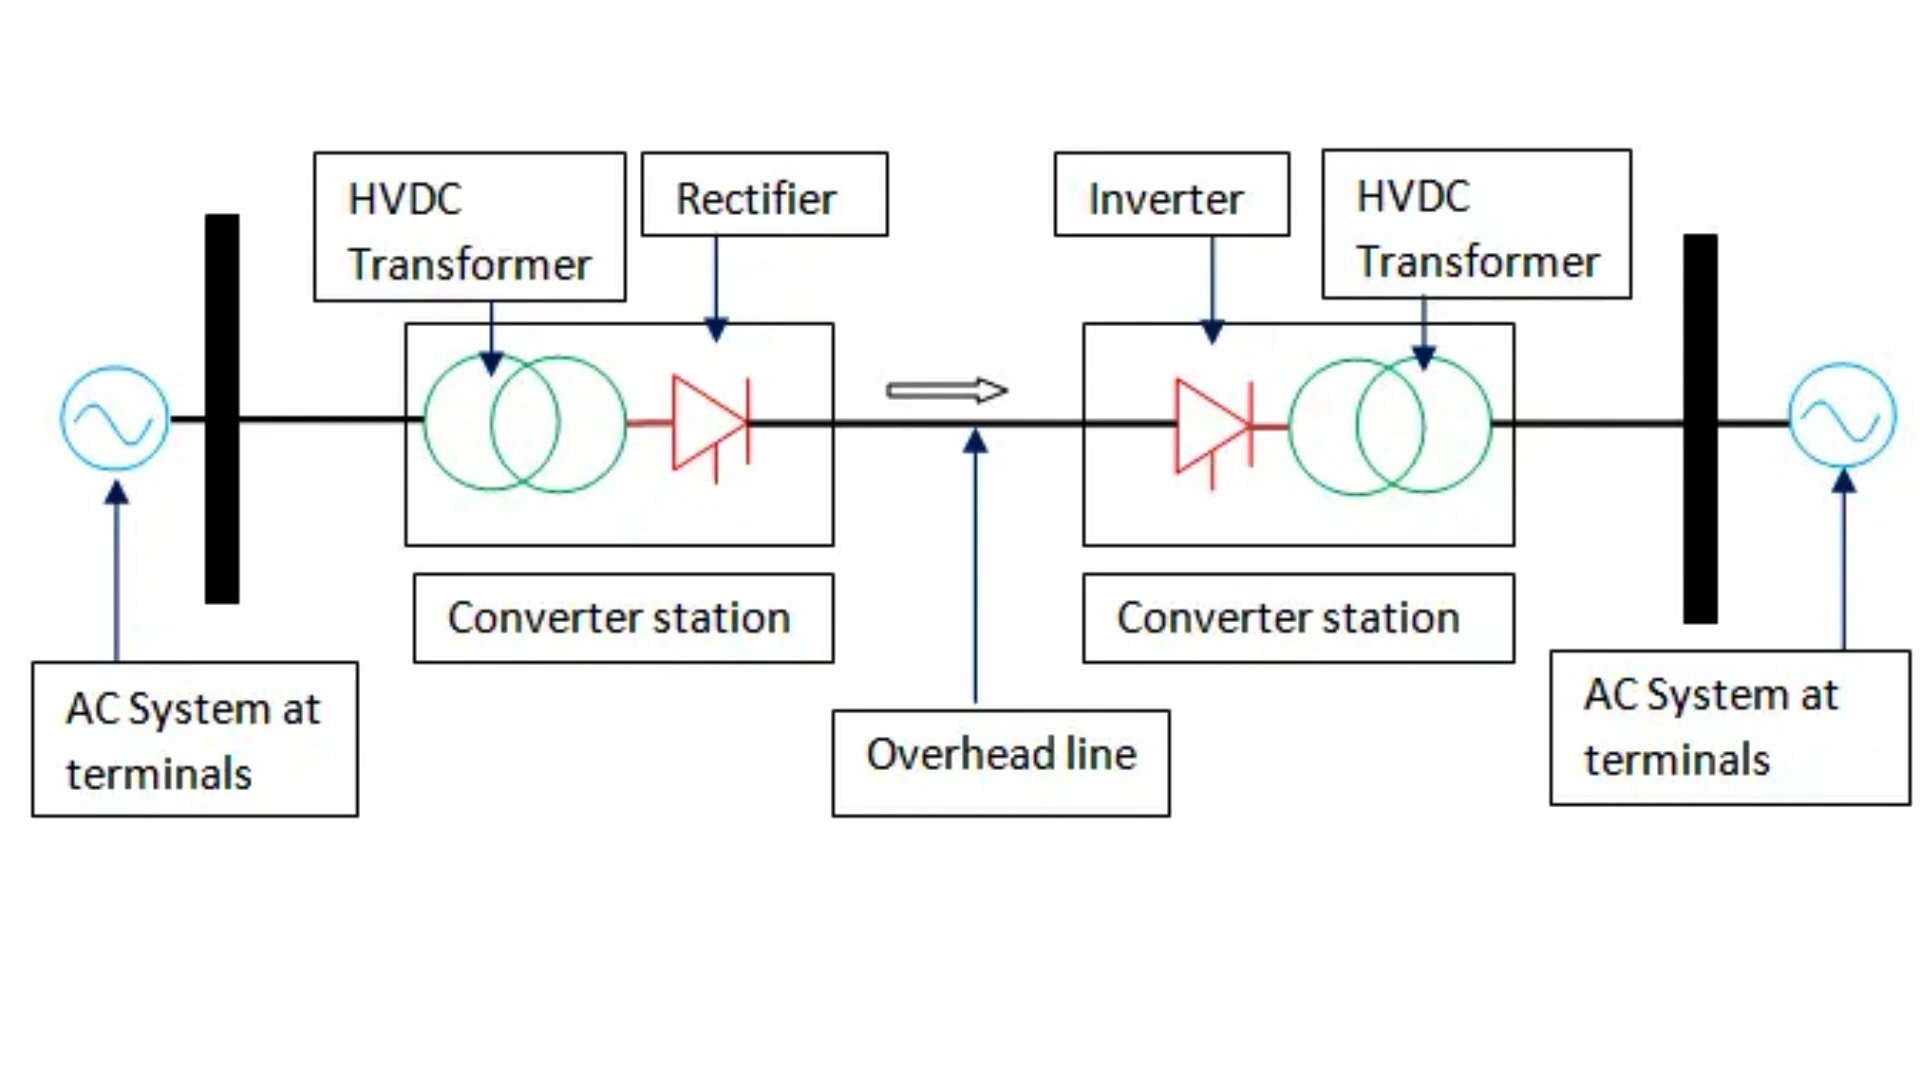 HVDC
Transformer
Rectifier
Inverter
HVDC
Transformer
Converter station
Converter station
AC System at
terminals
Overhead line
AC System at
terminals